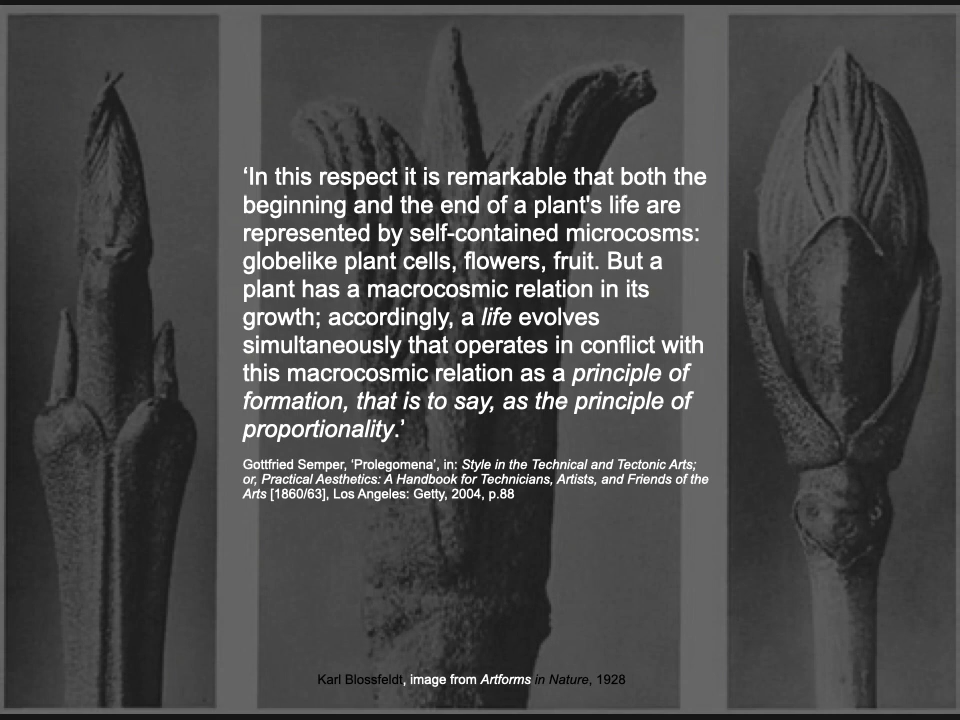 ‘In this respect it is remarkable that both the
beginning and the end of a plant's life are
represented by self-contained microcosms:
globelike plant cells, flowers, fruit. But a
plant has a macrocosmic relation in its
growth; accordingly, a life evolves
simultaneously that operates in conflict with
this macrocosmic relation as a principle of
formation, that is to say, as the principle of
proportionality.’
Gottfried Semper, ‘Prolegomena’, in: Style in the Technical and Tectonic Arts;
or, Practical Aesthetics: A Handbook for Technicians, Artists, and Friends of the
Arts [1860/63], Los Angeles: Getty, 2004, p.88
Karl Blossfeldt, image from Artforms in Nature, 1928